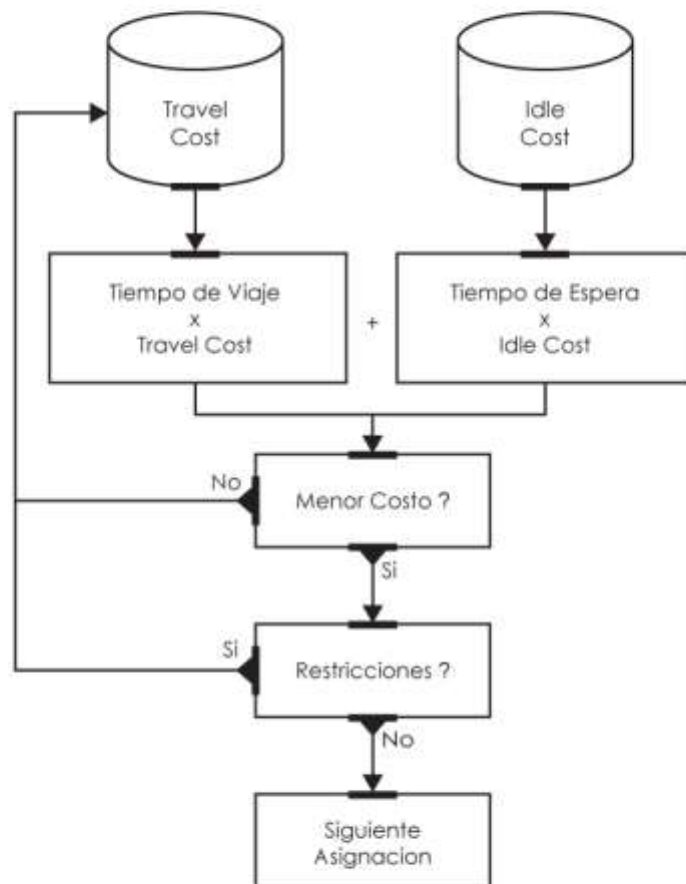 Travel
Cost
Idle
Cost
Tiempo de Viaje
x
Travel Cost
+
Tiempo de Espera
x
Idle Cost
No
Menor Costo ?
Si
Si
Restricciones ?
No
Siguiente
Asignacion